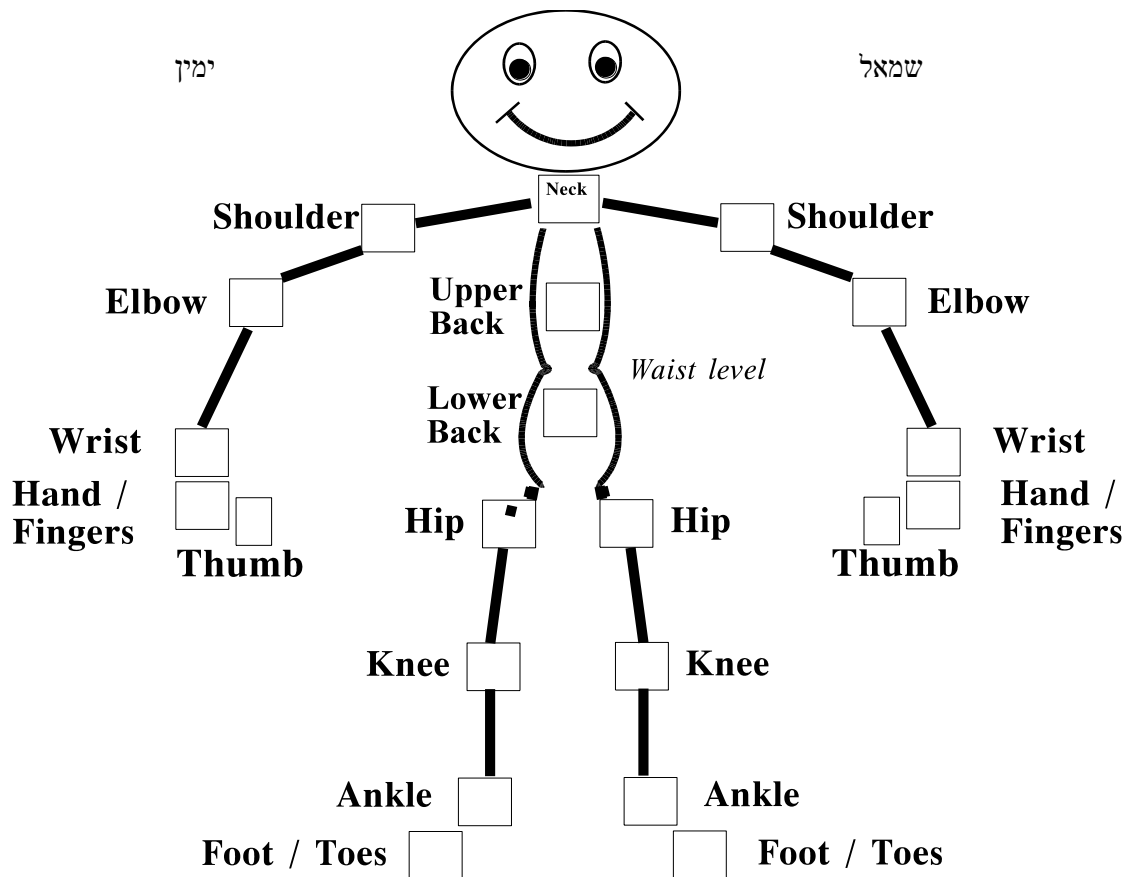 ימין
שמאל
Neck
Shoulder
Shoulder
Elbow
Upper
Back
Elbow
Waist level
Lower
Back
Wrist
Wrist
Hand /
Fingers
Hand /
Fingers
Thumb
Thumb
Hip
Hip
Knee
Knee
Ankle
Ankle
Foot / Toes
Foot / Toes